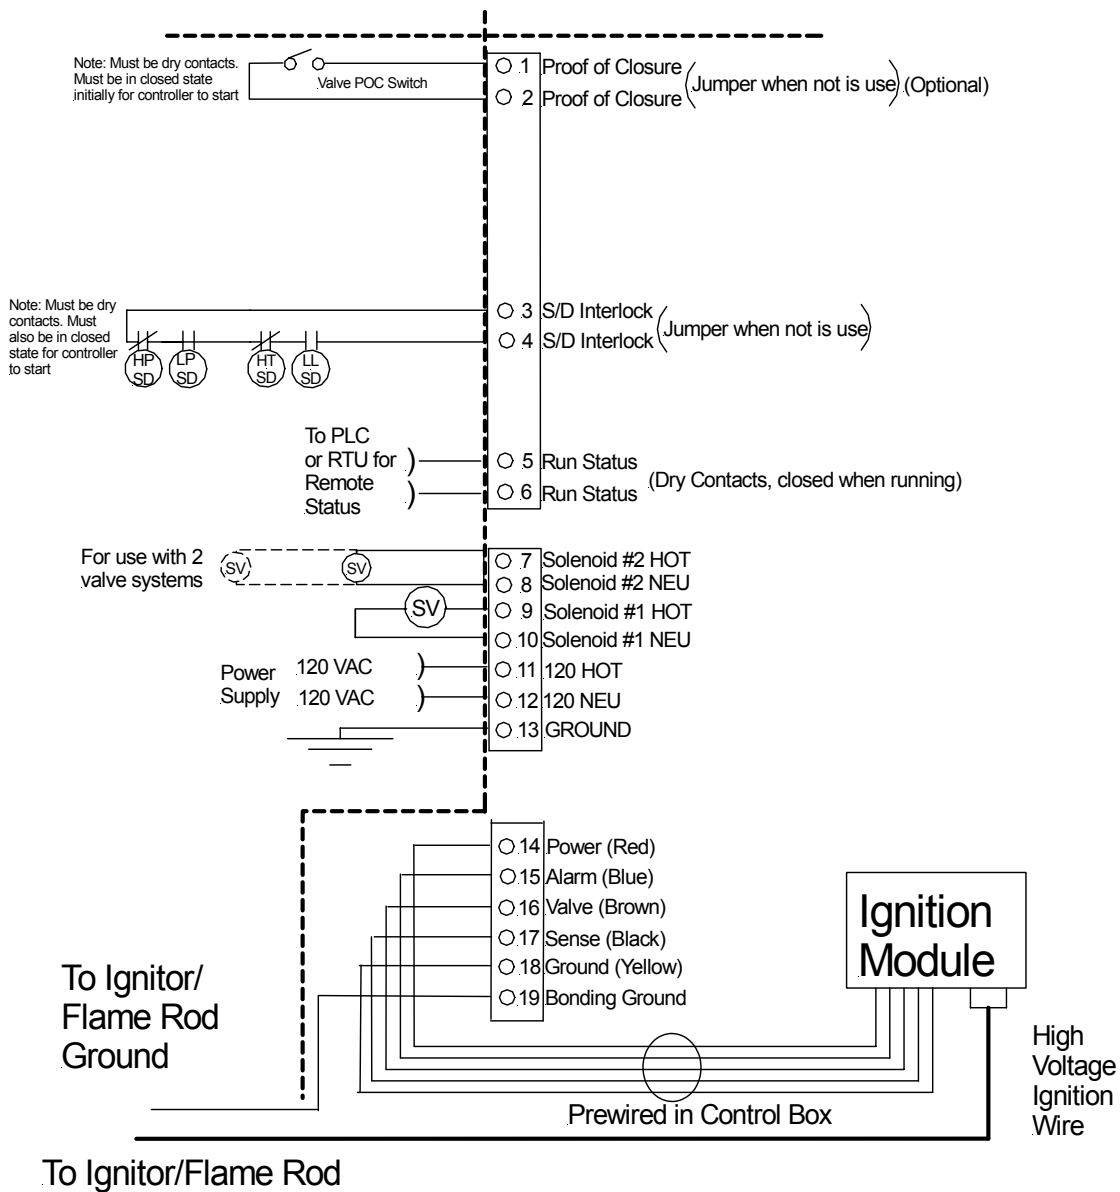 Note: Must be dry contacts.
Must be in closed state
initially for controller to start
Valve POC Switch
1 Proof of Closure
2 Proof of Closure
(Jumper when not is use) (Optional)
Note: Must be dry
contacts. Must
also be in closed
state for controller
to start
HP
SD
LP
SD
HT
SD
LL
SD
3 S/D Interlock
4 S/D Interlock
(Jumper when not is use)
To PLC
or RTU for
Remote
Status
5 Run Status
6 Run Status
(Dry Contacts, closed when running)
For use with 2
valve systems
SV
SV
SV
7 Solenoid #2 HOT
8 Solenoid #2 NEU
9 Solenoid #1 HOT
10 Solenoid #1 NEU
Power
Supply
120 VAC
120 VAC
11 120 HOT
12 120 NEU
13 GROUND
14 Power (Red)
15 Alarm (Blue)
16 Valve (Brown)
17 Sense (Black)
18 Ground (Yellow)
19 Bonding Ground
Ignition
Module
To Ignitor/
Flame Rod
Ground
High
Voltage
Ignition
Wire
Prewired in Control Box
To Ignitor/Flame Rod